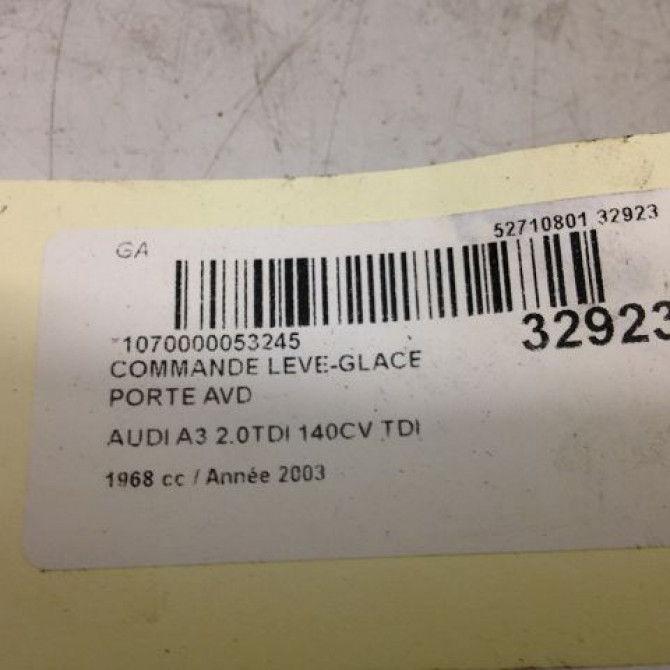 GA
52710801 32923
*1070000053245
32923
COMMANDE LEVE-GLACE
PORTE AVD
AUDI A3 2.0TDI 140CV TDI
1968 cc / Année 2003